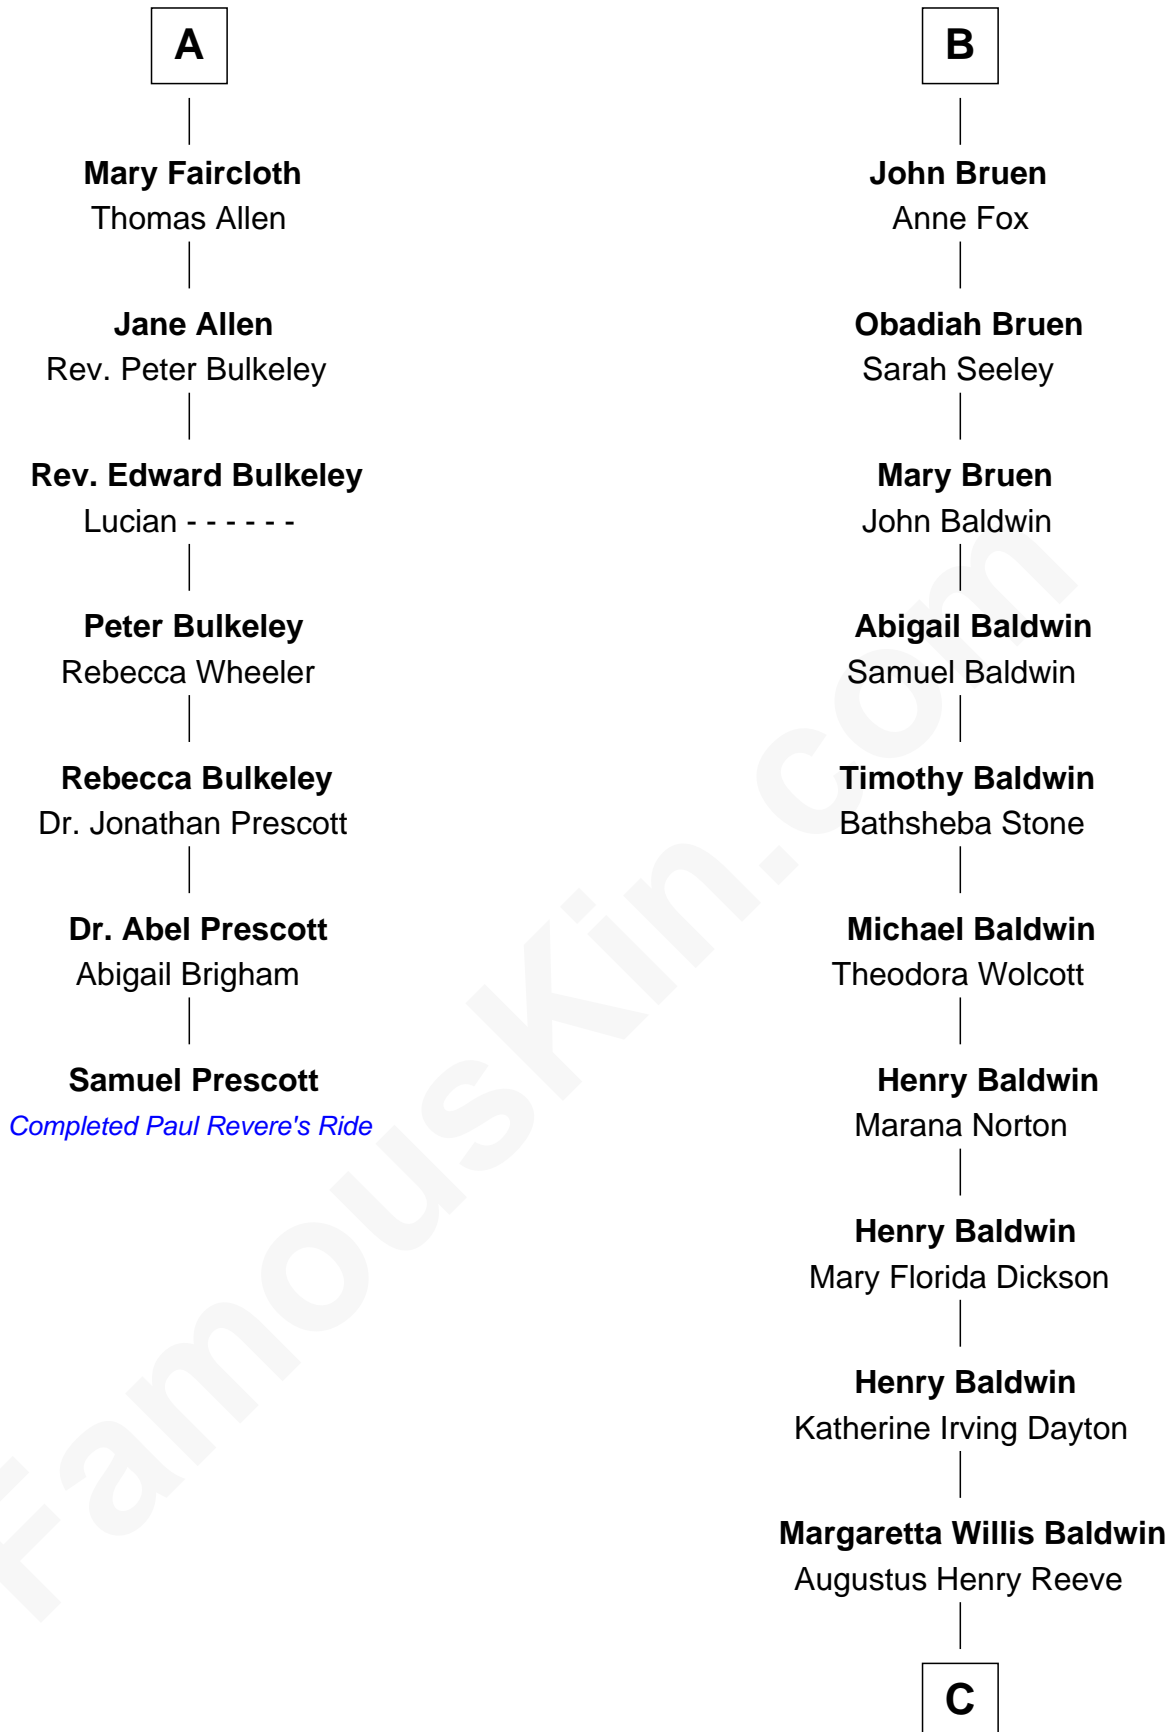 A
Mary Faircloth
Thomas Allen
Jane Allen
Rev. Peter Bulkeley
Rev. Edward Bulkeley
Lucian - - - - - -
Peter Bulkeley
Rebecca Wheeler
Rebecca Bulkeley
Dr. Jonathan Prescott
Dr. Abel Prescott
Abigail Brigham
Samuel Prescott
Completed Paul Revere's Ride
B
John Bruen
Anne Fox
Obadiah Bruen
Sarah Seeley
Mary Bruen
John Baldwin
Abigail Baldwin
Samuel Baldwin
Timothy Baldwin
Bathsheba Stone
Michael Baldwin
Theodora Wolcott
Henry Baldwin
Marana Norton
Henry Baldwin
Mary Florida Dickson
Henry Baldwin
Katherine Irving Dayton
Margaretta Willis Baldwin
Augustus Henry Reeve
C
FamousKin.com